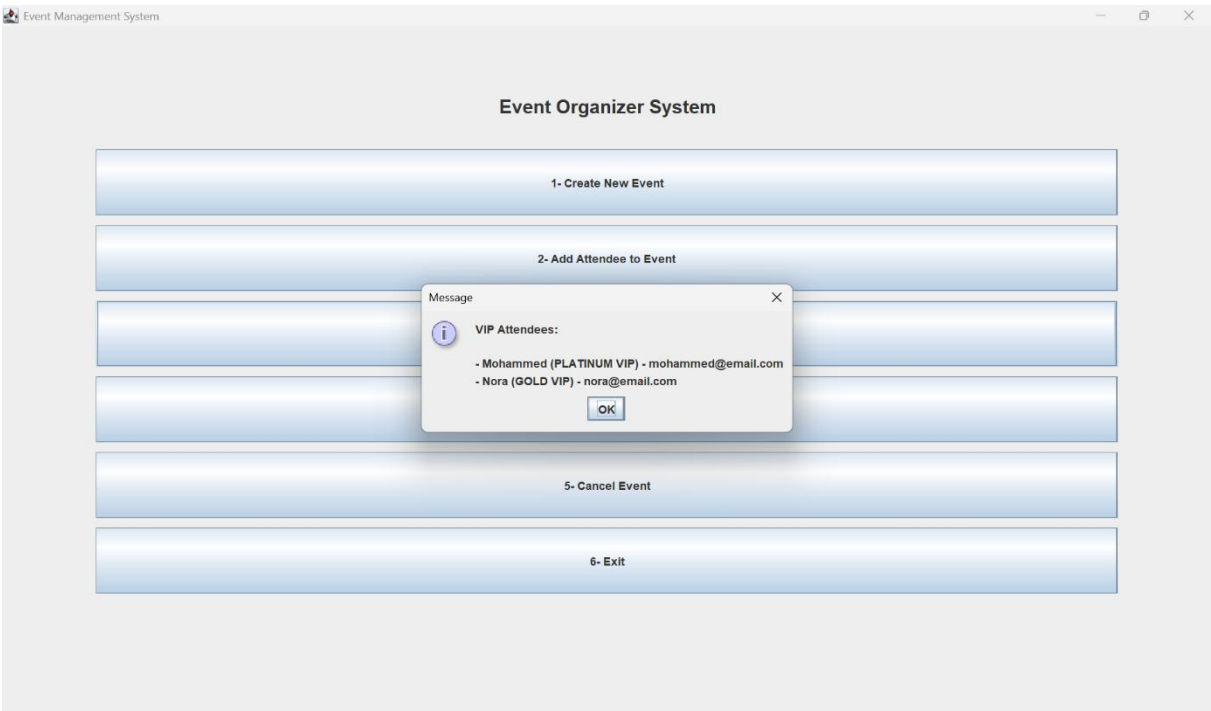 Event Management System
Event Organizer System
1- Create New Event
2- Add Attendee to Event
Message
VIP Attendees:
- Mohammed (PLATINUM VIP) - mohammed@email.com
- Nora (GOLD VIP) - nora@email.com
OK
5- Cancel Event
6- Exit